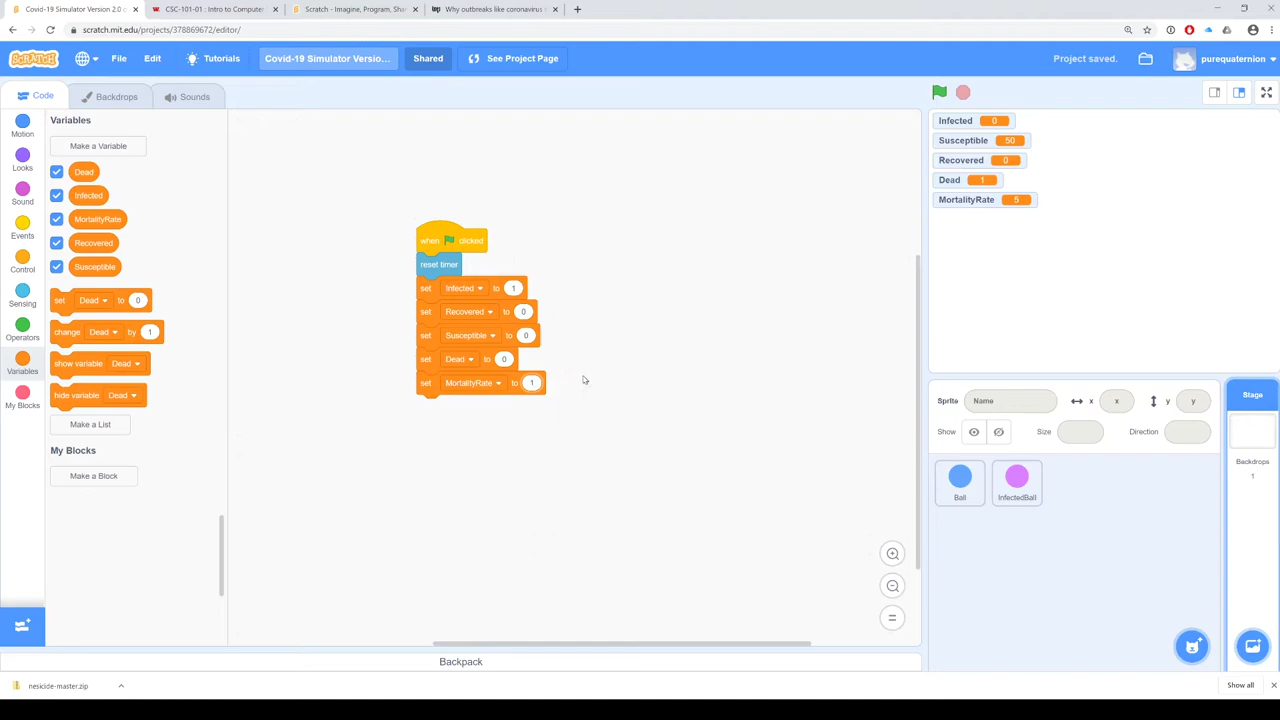 Covid-19 Simulator Version 2.0 o
CSC-101-01 : Intro to Computer
Scratch - Imagine, Program, Shar
top
Why outbreaks like coronavirus s
scratch.mit.edu/projects/378869672/editor/
SCRATCH
File
Edit
Tutorials
Covid-19 Simulator Versio...
Shared
See Project Page
Project saved.
purequaternion
Code
Backdrops
Sounds
Motion
Looks
Sound
Events
Control
Sensing
Operators
Variables
My Blocks
Variables
Make a Variable
Dead
Infected
MortalityRate
Recovered
Susceptible
set Dead to 0
change Dead by 1
show variable Dead
hide variable Dead
Make a List
My Blocks
Make a Block
when clicked
reset timer
set Infected to 1
set Recovered to 0
set Susceptible to 0
set Dead to 0
set MortalityRate to 1
Infected 0
Susceptible 50
Recovered 0
Dead 1
MortalityRate 5
Sprite Name x x y y
Show Size Direction
Ball
InfectedBall
Stage
Backdrops
1
Backpack
nesicide-master.zip
Show all